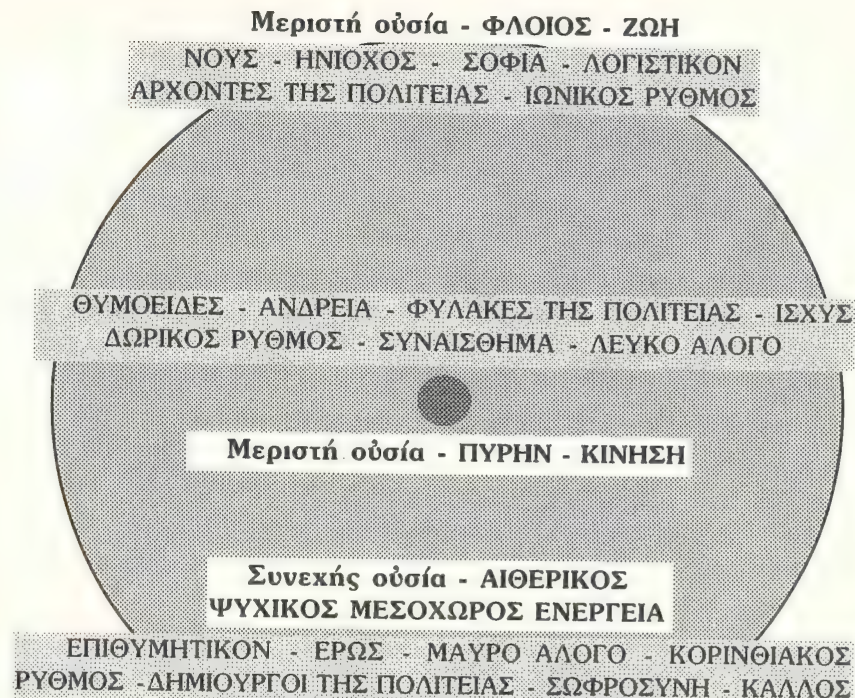 Μεριστή οὐσία - ΦΛΟΙΟΣ - ΖΩΗ
ΝΟΥΣ - ΗΝΙΟΧΟΣ - ΣΟΦΙΑ - ΛΟΓΙΣΤΙΚΟΝ
ΑΡΧΟΝΤΕΣ ΤΗΣ ΠΟΛΙΤΕΙΑΣ - ΙΩΝΙΚΟΣ ΡΥΘΜΟΣ
ΘΥΜΟΕΙΔΕΣ - ΑΝΔΡΕΙΑ - ΦΥΛΑΚΕΣ ΤΗΣ ΠΟΛΙΤΕΙΑΣ - ΙΣΧΥΣ
ΔΩΡΙΚΟΣ ΡΥΘΜΟΣ - ΣΥΝΑΙΣΘΗΜΑ - ΛΕΥΚΟ ΑΛΟΓΟ
Μεριστή οὐσία - ΠΥΡΗΝ - ΚΙΝΗΣΗ
Συνεχής οὐσία - ΑΙΘΕΡΙΚΟΣ
ΨΥΧΙΚΟΣ ΜΕΣΟΧΩΡΟΣ ΕΝΕΡΓΕΙΑ
ΕΠΙΘΥΜΗΤΙΚΟΝ - ΕΡΩΣ - ΜΑΥΡΟ ΑΛΟΓΟ - ΚΟΡΙΝΘΙΑΚΟΣ
ΡΥΘΜΟΣ -ΔΗΜΙΟΥΡΓΟΙ ΤΗΣ ΠΟΛΙΤΕΙΑΣ - ΣΩΦΡΟΣΥΝΗ - ΚΑΛΛΟΣ